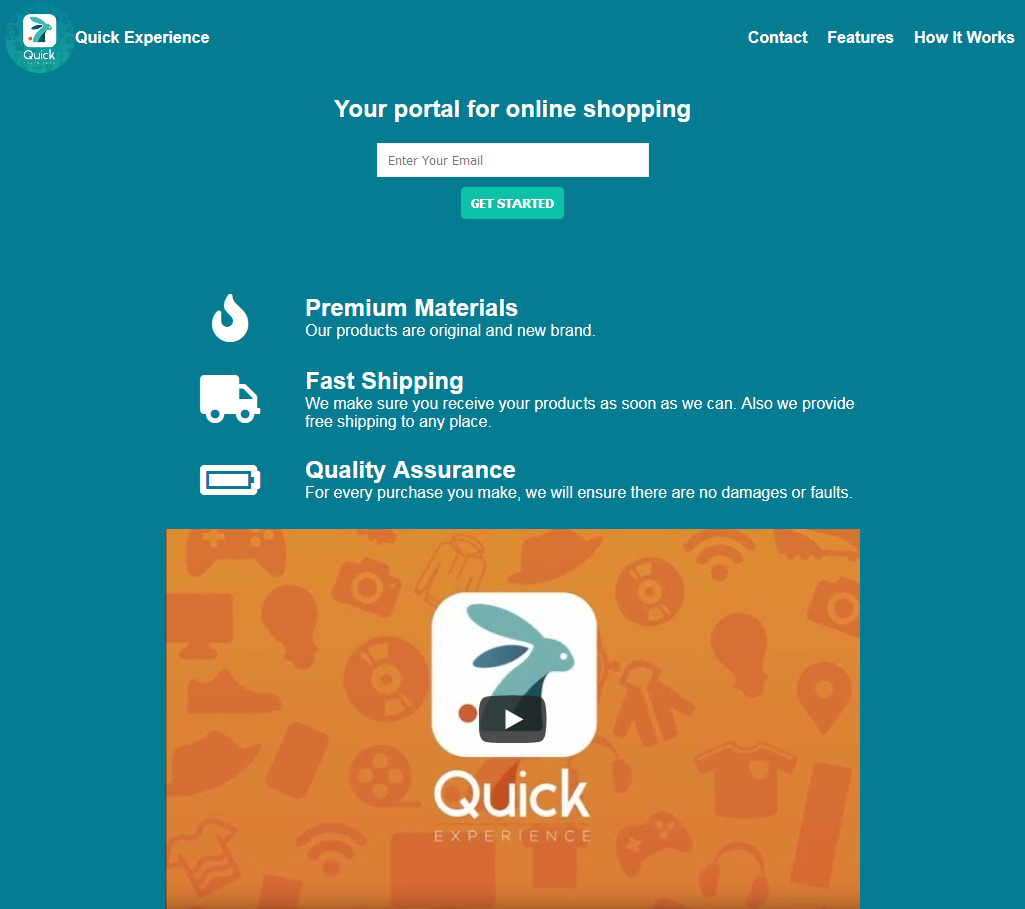 Quick
Quick Experience
Contact
Features
How It Works
Your portal for online shopping
Enter Your Email
GET STARTED
Premium Materials
Our products are original and new brand.
Fast Shipping
We make sure you receive your products as soon as we can. Also we provide
free shipping to any place.
Quality Assurance
For every purchase you make, we will ensure there are no damages or faults.
Quick
EXPERIENCE